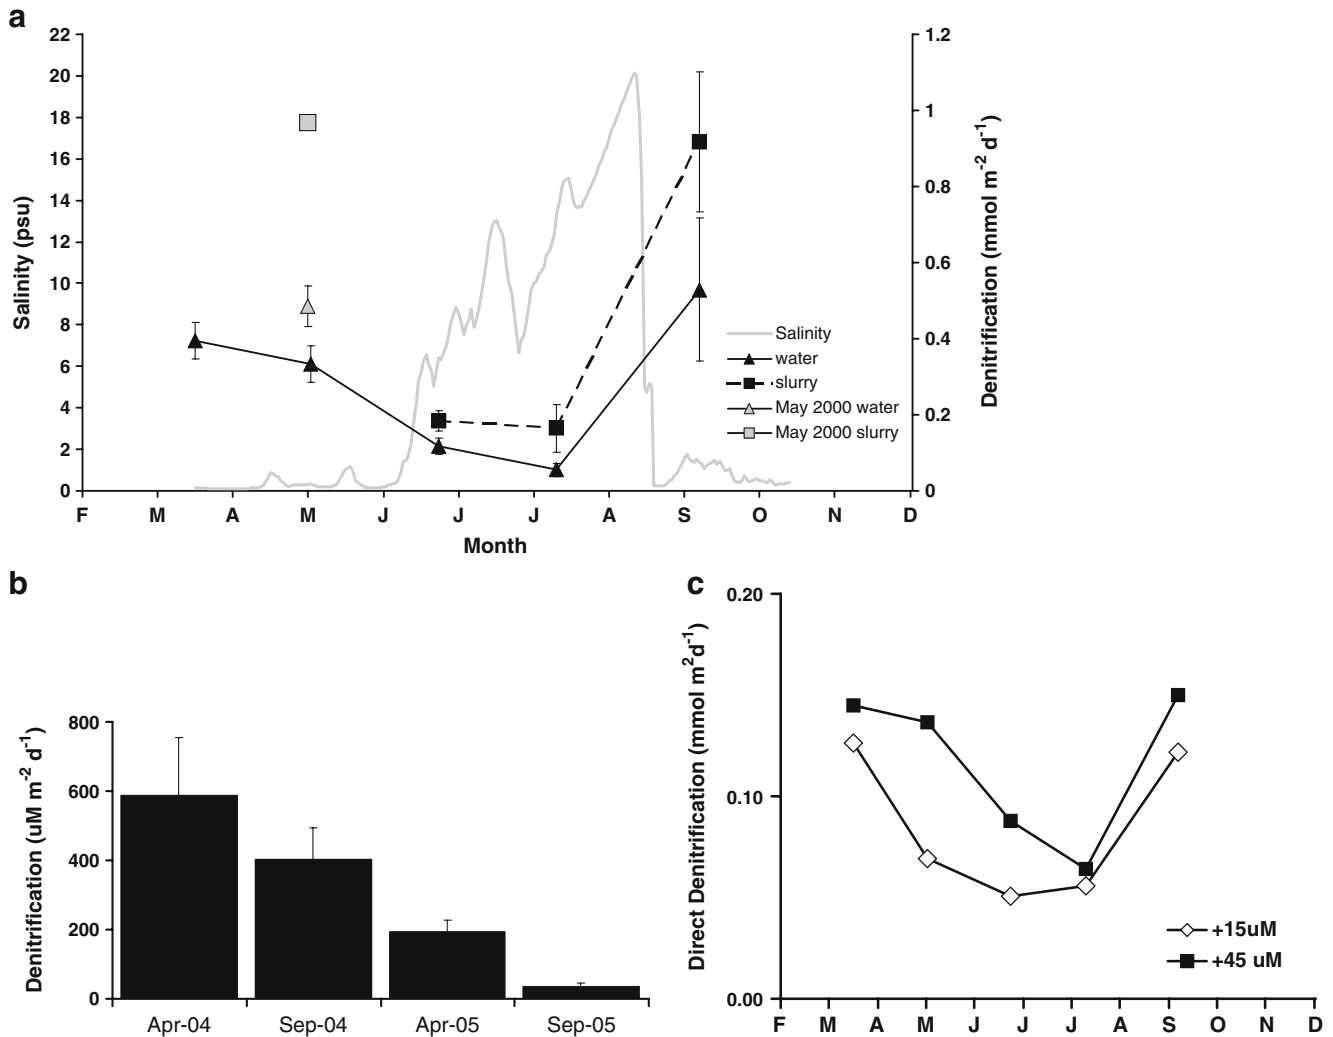 a
22
20
18
16
14
12
10
8
6
4
2
0
Salinity (psu)
1.2
1
0.8
0.6
0.4
0.2
0
Denitrification (mmol m-2 d-1)
Salinity
water
slurry
May 2000 water
May 2000 slurry
F M A M J J J A S O N D
Month
b
800
600
400
200
0
Denitrification (uM m-2 d-1)
Apr-04 Sep-04 Apr-05 Sep-05
c
0.20
0.10
0.00
Direct Denitrification (mmol m2d-1)
+15uM
+45 uM
F M A M J J J A S O N D